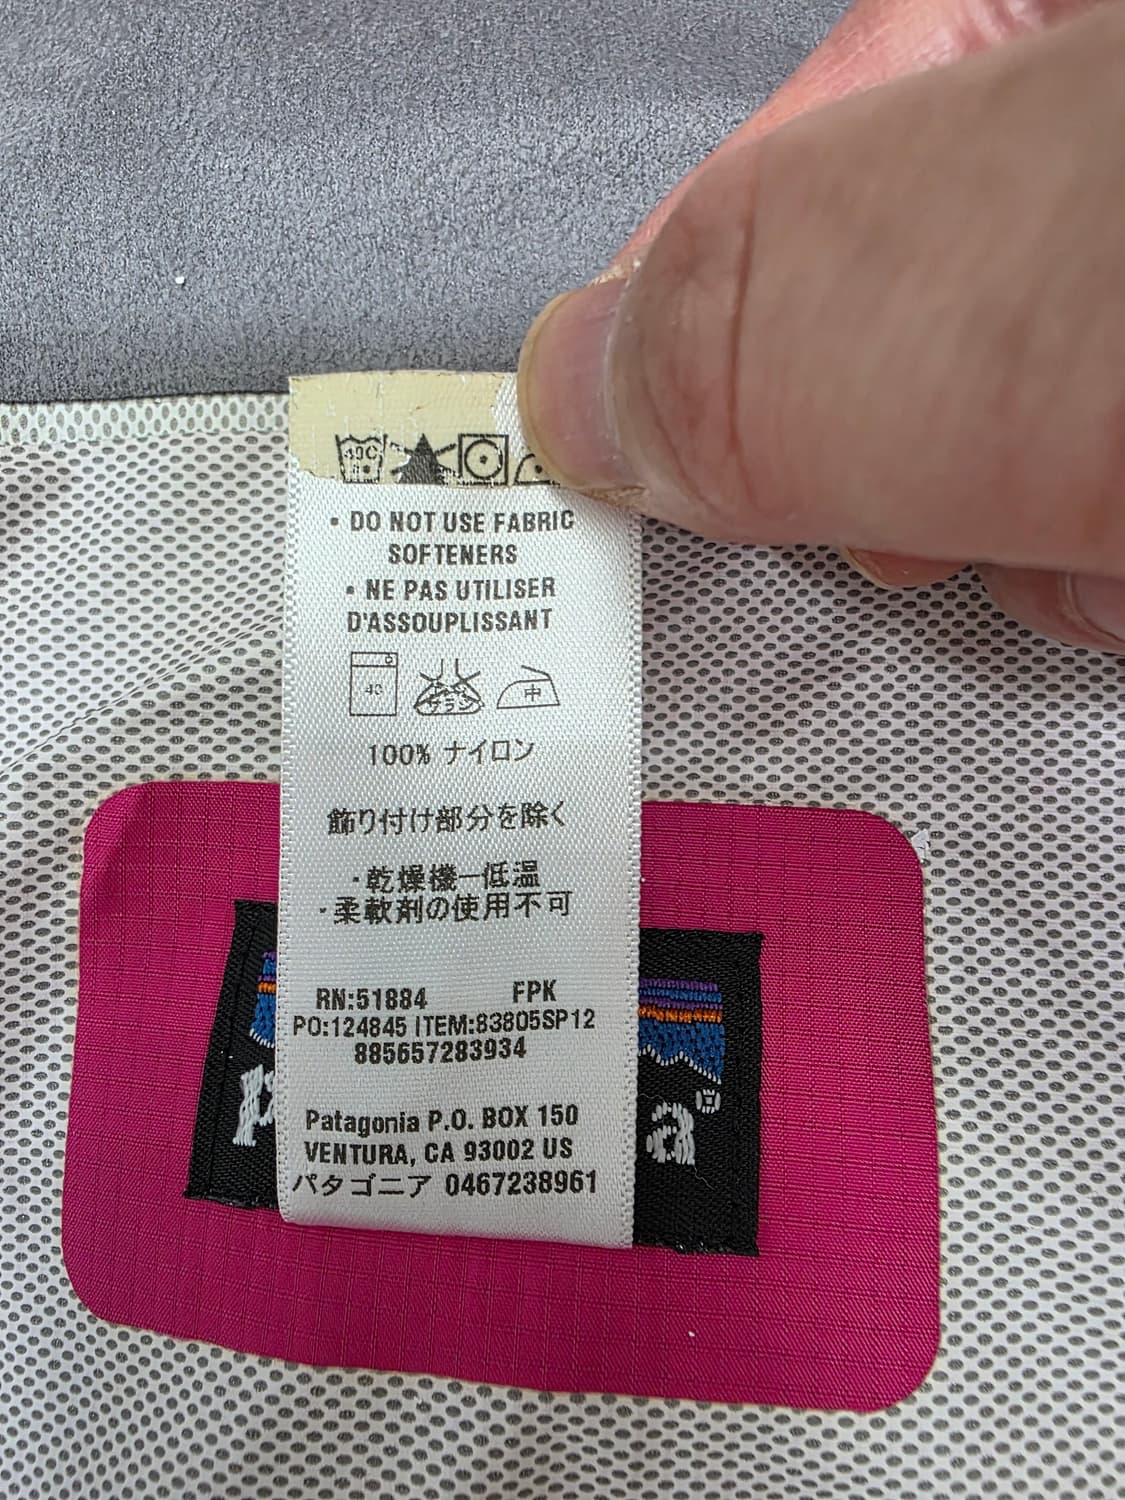 40C
• DO NOT USE FABRIC
SOFTENERS
• NE PAS UTILISER
D'ASSOUPLISSANT
40 中
100% ナイロン
飾り付け部分を除く
・乾燥機一低温
・柔軟剤の使用不可
RN:51884 FPK
PO:124845 ITEM:83805SP12
885657283934
Patagonia P.O. BOX 150
VENTURA, CA 93002 US
パタゴニア 0467238961